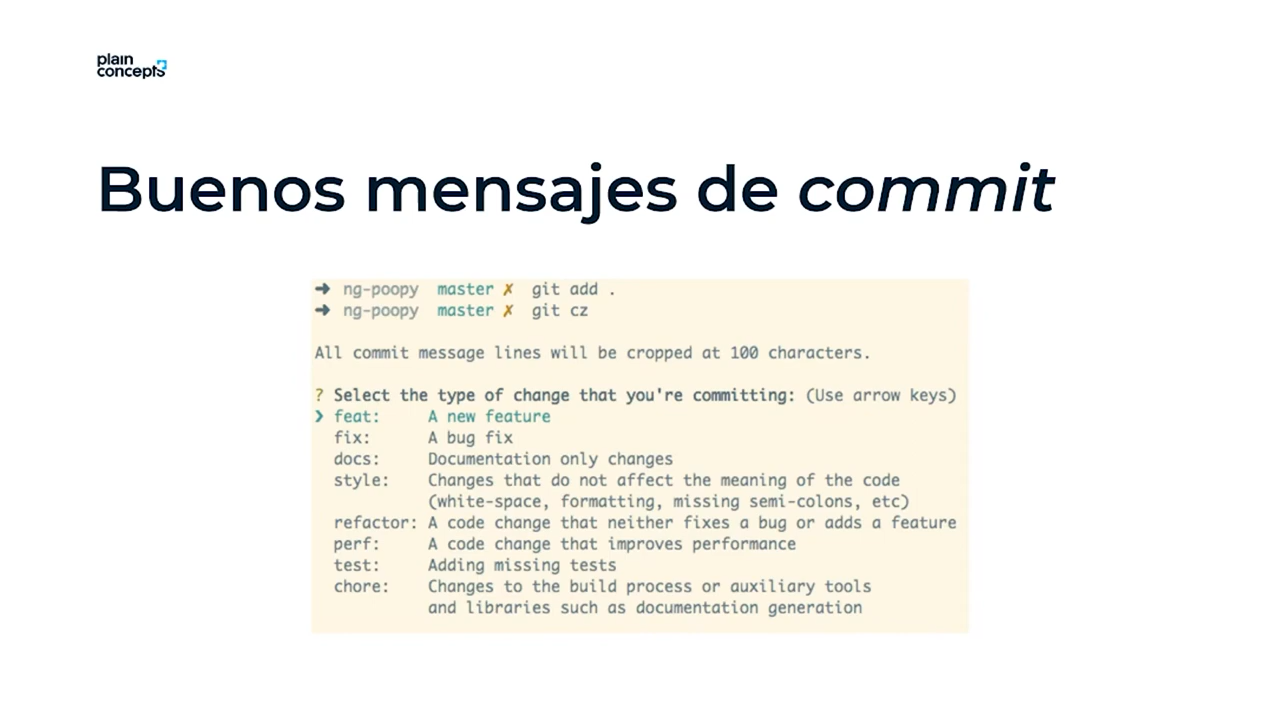 plain
concepts
Buenos mensajes de commit
➜ ng-poopy master ✗ git add .
➜ ng-poopy master ✗ git cz
All commit message lines will be cropped at 100 characters.
? Select the type of change that you're committing: (Use arrow keys)
❯ feat: A new feature
fix: A bug fix
docs: Documentation only changes
style: Changes that do not affect the meaning of the code
(white-space, formatting, missing semi-colons, etc)
refactor: A code change that neither fixes a bug or adds a feature
perf: A code change that improves performance
test: Adding missing tests
chore: Changes to the build process or auxiliary tools
and libraries such as documentation generation